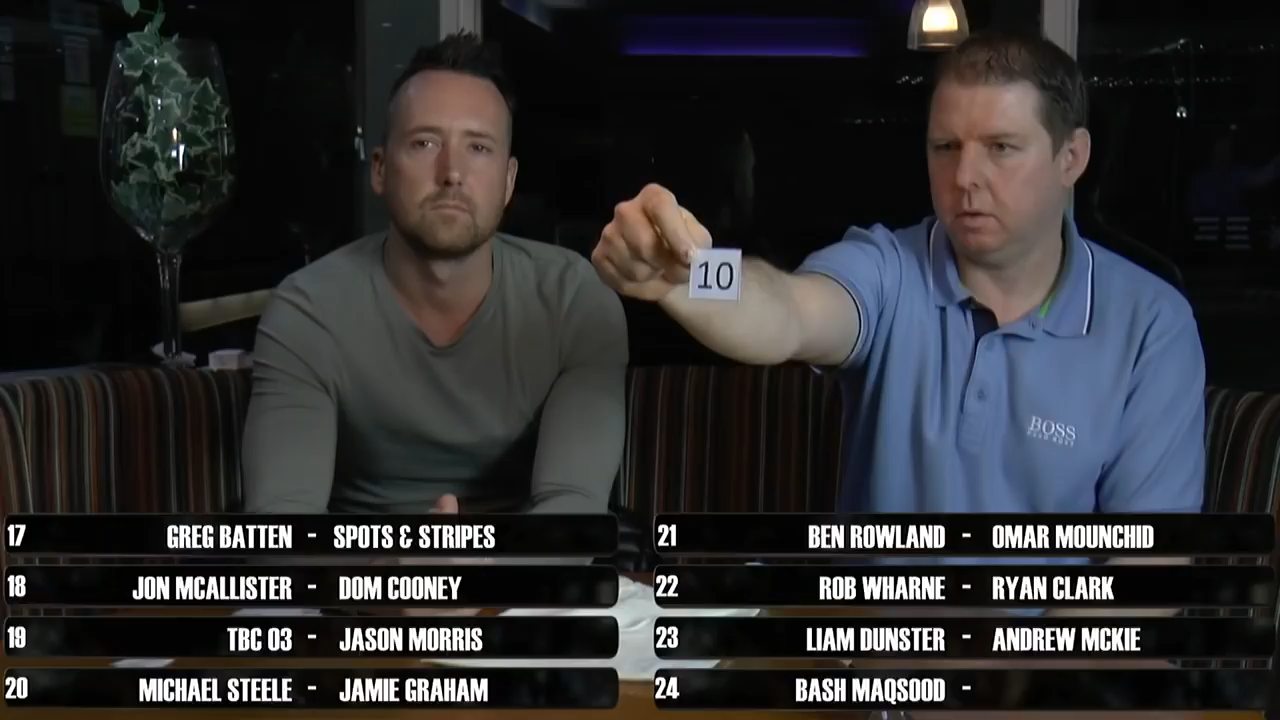 10
BOSS
HUGO BOSS
17 GREG BATTEN - SPOTS & STRIPES
18 JON MCALLISTER - DOM COONEY
19 TBC 03 - JASON MORRIS
20 MICHAEL STEELE - JAMIE GRAHAM
21 BEN ROWLAND - OMAR MOUNCHID
22 ROB WHARNE - RYAN CLARK
23 LIAM DUNSTER - ANDREW MCKIE
24 BASH MAQSOOD -